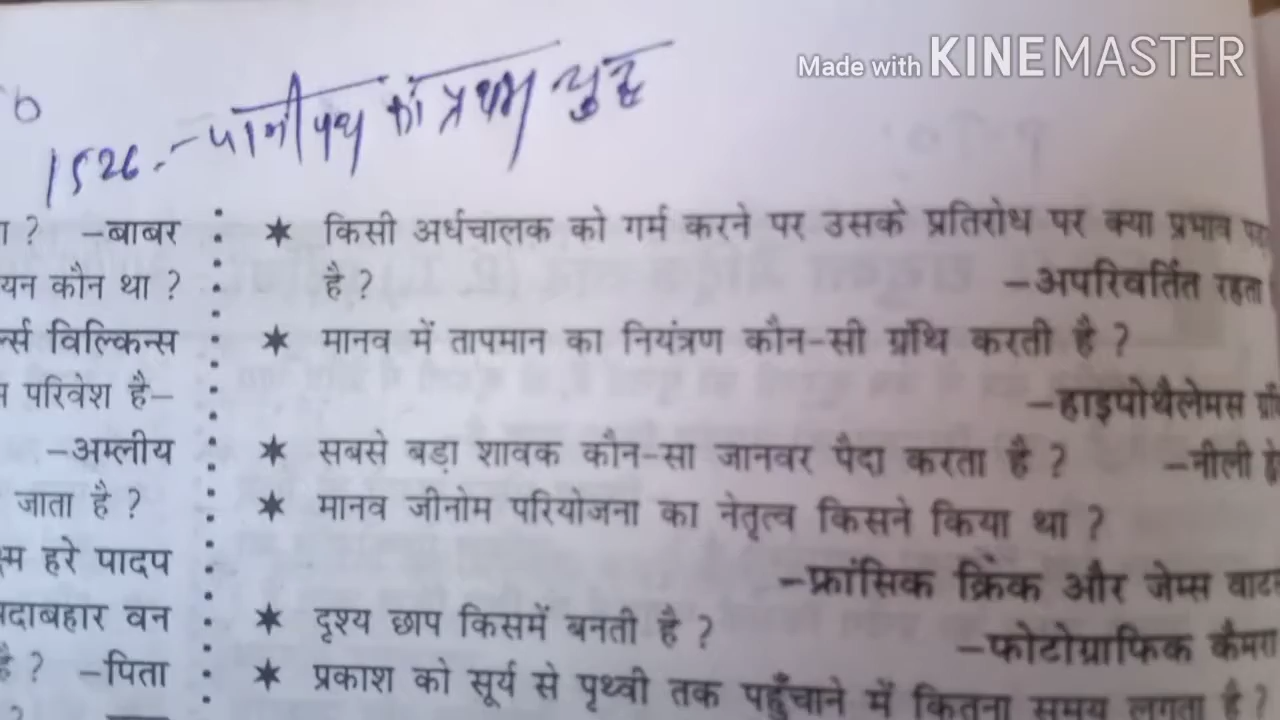 Made with KINEMASTER
1526.- पानीपथ का प्रथम युद्ध
? -बाबर
यन कौन था ?
र्न्स विल्किन्स
परिवेश है-
-अम्लीय
जाता है ?
हरे पादप
वन
है ? -पिता
★ किसी अर्धचालक को गर्म करने पर उसके प्रतिरोध पर क्या प्रभाव
है ?
-अपरिवर्तित रहता
★ मानव में तापमान का नियंत्रण कौन-सी ग्रंथि करती है ?
-हाइपोथैलेमस
★ सबसे बड़ा शावक कौन-सा जानवर पैदा करता है ? -नीली
★ मानव जीनोम परियोजना का नेतृत्व किसने किया था ?
-फ्रांसिक क्रिक और जेम्स
★ दृश्य छाप किसमें बनती है ?
-फोटोग्राफिक कैमरा
★ प्रकाश को सूर्य से पृथ्वी तक पहुँचाने में कितना समय लगता है ?